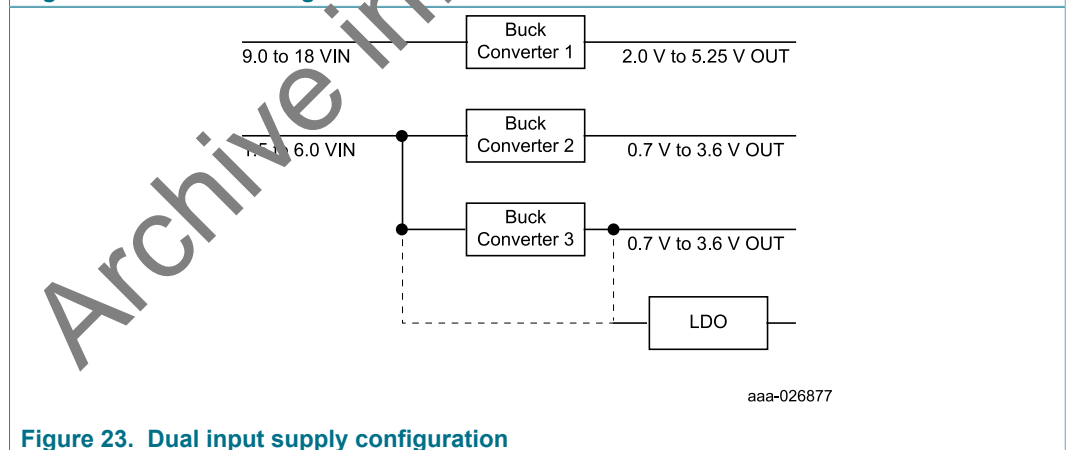 Buck
Converter 1
9.0 to 18 VIN
2.0 V to 5.25 V OUT
Buck
Converter 2
6.0 VIN
0.7 V to 3.6 V OUT
Buck
Converter 3
0.7 V to 3.6 V OUT
LDO
aaa-026877
Figure 23. Dual input supply configuration
Archive